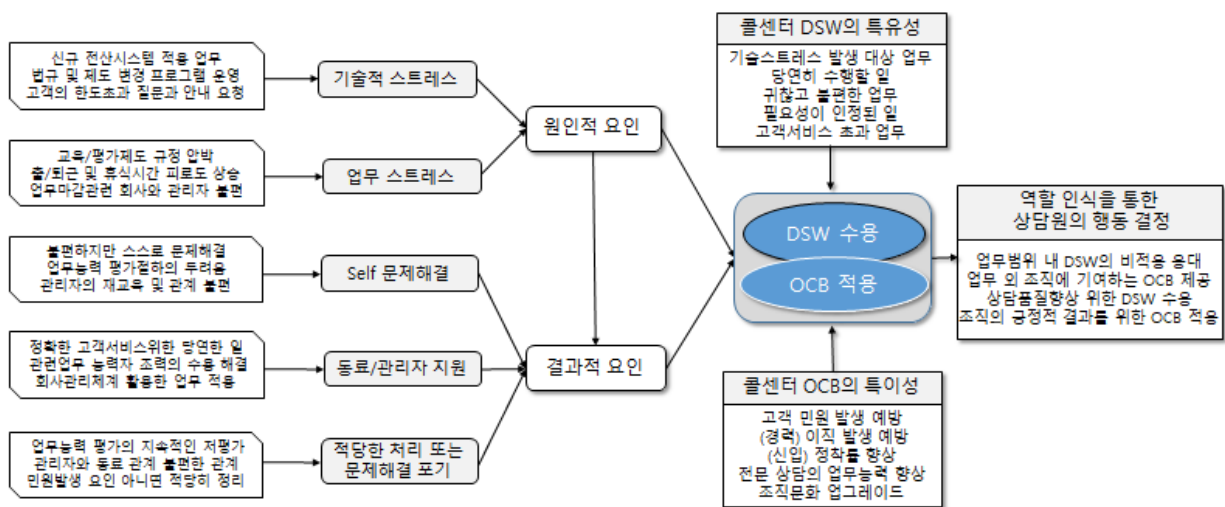 신규 전산시스템 적용 업무
법규 및 제도 변경 프로그램 운영
고객의 한도초과 질문과 안내 요청
기술적 스트레스
교육/평가제도 규정 압박
출/퇴근 및 휴식시간 피로도 상승
업무마감관련 회사와 관리자 불편
업무 스트레스
원인적 요인
불편하지만 스스로 문제해결
업무능력 평가절하의 두려움
관리자의 재교육 및 관계 불편
Self 문제해결
정확한 고객서비스위한 당연한 일
관련업무 능력자 조력의 수용 해결
회사관리체계 활용한 업무 적용
동료/관리자 지원
업무능력 평가의 지속적인 저평가
관리자와 동료 관계 불편한 관계
민원발생 요인 아니면 적당히 정리
적당한 처리 또는
문제해결 포기
결과적 요인
콜센터 DSW의 특유성
기술스트레스 발생 대상 업무
당연히 수행할 일
귀찮고 불편한 업무
필요성이 인정된 일
고객서비스 초과 업무
DSW 수용
OCB 적용
콜센터 OCB의 특이성
고객 민원 발생 예방
(경력) 이직 발생 예방
(신입) 정착률 향상
전문 상담의 업무능력 향상
조직문화 업그레이드
역할 인식을 통한
상담원의 행동 결정
업무범위 내 DSW의 비적용 응대
업무 외 조직에 기여하는 OCB 제공
상담품질향상 위한 DSW 수용
조직의 긍정적 결과를 위한 OCB 적용